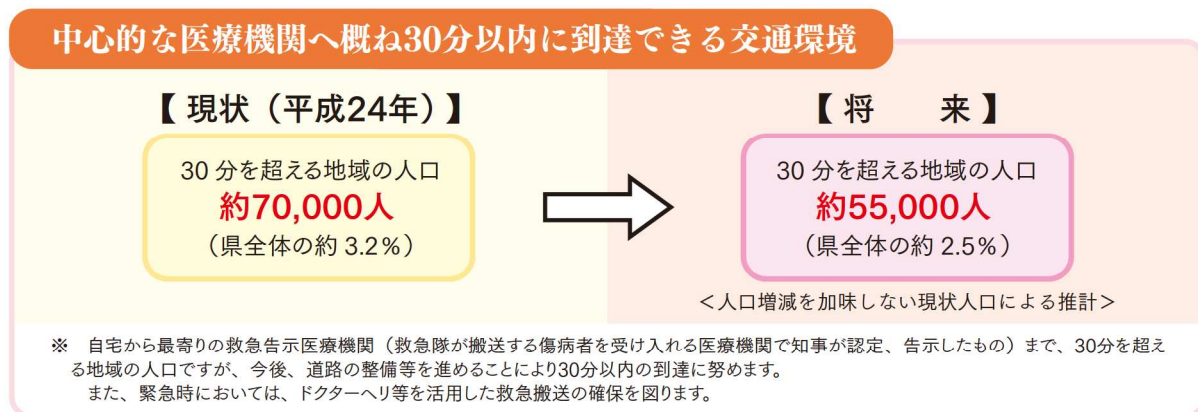 中心的な医療機関へ概ね30分以内に到達できる交通環境
【 現状（平成24年）】
30 分を超える地域の人口
約70,000人
（県全体の約 3.2％）
【 将　　来 】
30 分を超える地域の人口
約55,000人
（県全体の約 2.5％）
＜人口増減を加味しない現状人口による推計＞
※　自宅から最寄りの救急告示医療機関（救急隊が搬送する傷病者を受け入れる医療機関で知事が認定、告示したもの）まで、30分を超え
る地域の人口ですが、今後、道路の整備等を進めることにより30分以内の到達に努めます。
また、緊急時においては、ドクターヘリ等を活用した救急搬送の確保を図ります。